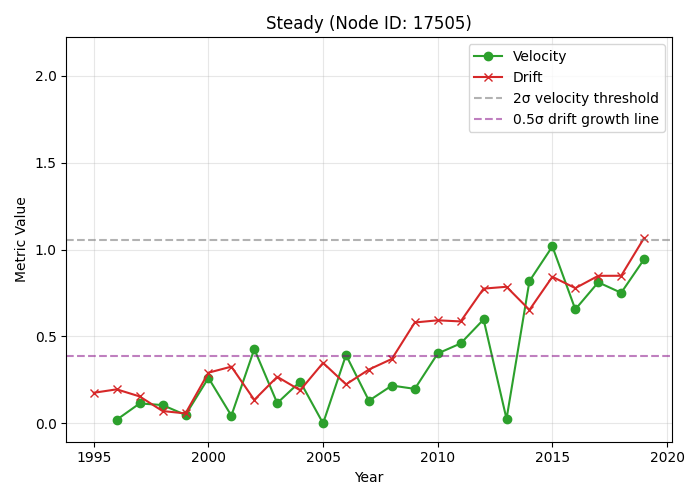 Steady (Node ID: 17505)
Velocity
Drift
2σ velocity threshold
0.5σ drift growth line
Metric Value
2.0
1.5
1.0
0.5
0.0
1995 2000 2005 2010 2015 2020
Year